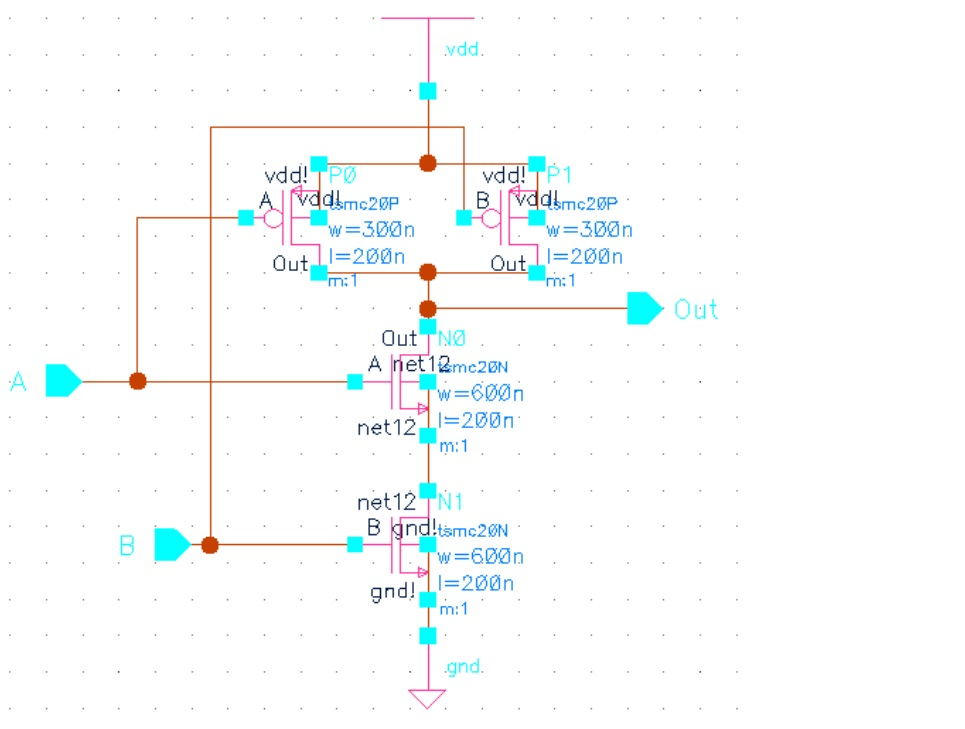 vdd.
vdd! P0
A vdd! tsmc20P
w=300n
l=200n
Out
m:1
vdd! P1
B vdd! tsmc20P
w=300n
l=200n
Out
m:1
Out
Out N0
A net12 tsmc20N
w=600n
l=200n
net12
m:1
A
net12 N1
B gnd! tsmc20N
w=600n
l=200n
gnd!
m:1
B
gnd.